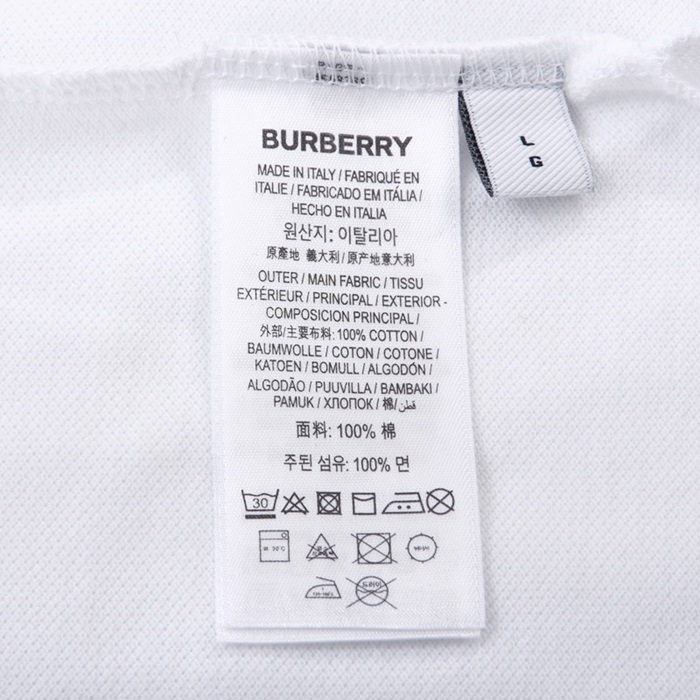 BURBERRY
MADE IN ITALY / FABRIQUÉ EN
ITALIE / FABRICADO EM ITÁLIA /
HECHO EN ITALIA
원산지: 이탈리아
原產地 義大利 / 原产地意大利
OUTER / MAIN FABRIC / TISSU
EXTÉRIEUR / PRINCIPAL / EXTERIOR -
COMPOSICION PRINCIPAL /
外部/主要布料: 100% COTTON /
BAUMWOLLE / COTON / COTONE /
KATOEN / BOMULL / ALGODÓN /
ALGODÃO / PUUVILLA / BAMBAKI /
PAMUK / ХЛОПОК / 棉/قطن
面料: 100% 棉
주된 섬유: 100% 면
30
L
G